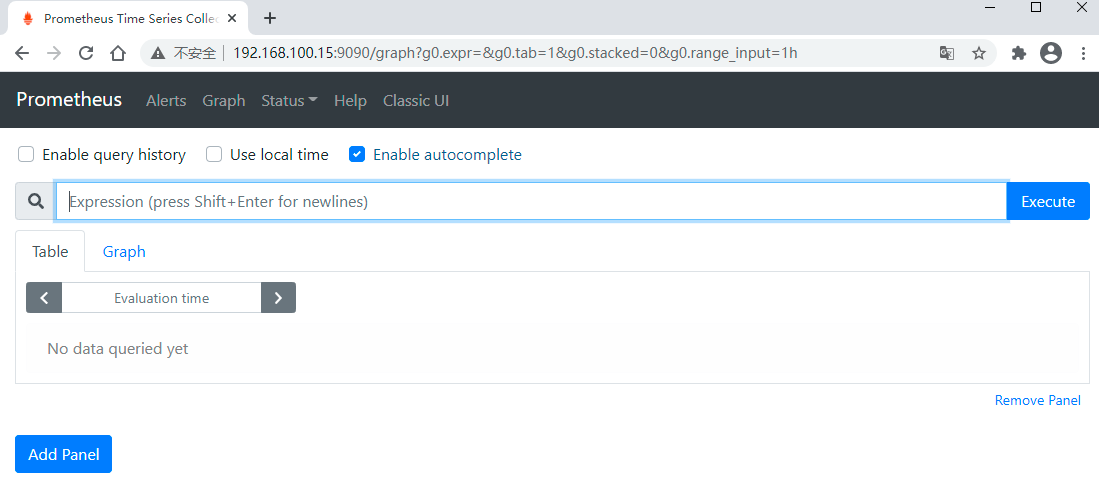 Prometheus Time Series Collec
不安全 192.168.100.15:9090/graph?g0.expr=&g0.tab=1&g0.stacked=0&g0.range_input=1h
Prometheus Alerts Graph Status Help Classic UI
Enable query history Use local time Enable autocomplete
Expression (press Shift+Enter for newlines) Execute
Table Graph
Evaluation time
No data queried yet
Remove Panel
Add Panel